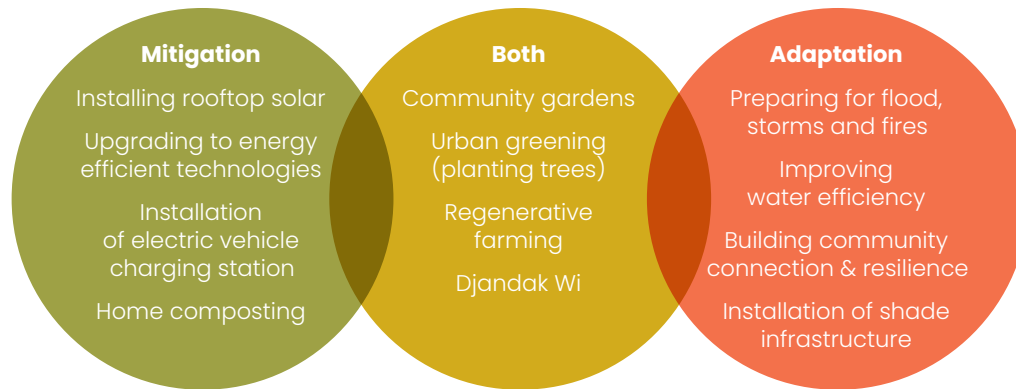 Mitigation
Installing rooftop solar
Upgrading to energy
efficient technologies
Installation
of electric vehicle
charging station
Home composting
Both
Community gardens
Urban greening
(planting trees)
Regenerative
farming
Djandak Wi
Adaptation
Preparing for flood,
storms and fires
Improving
water efficiency
Building community
connection & resilience
Installation of shade
infrastructure